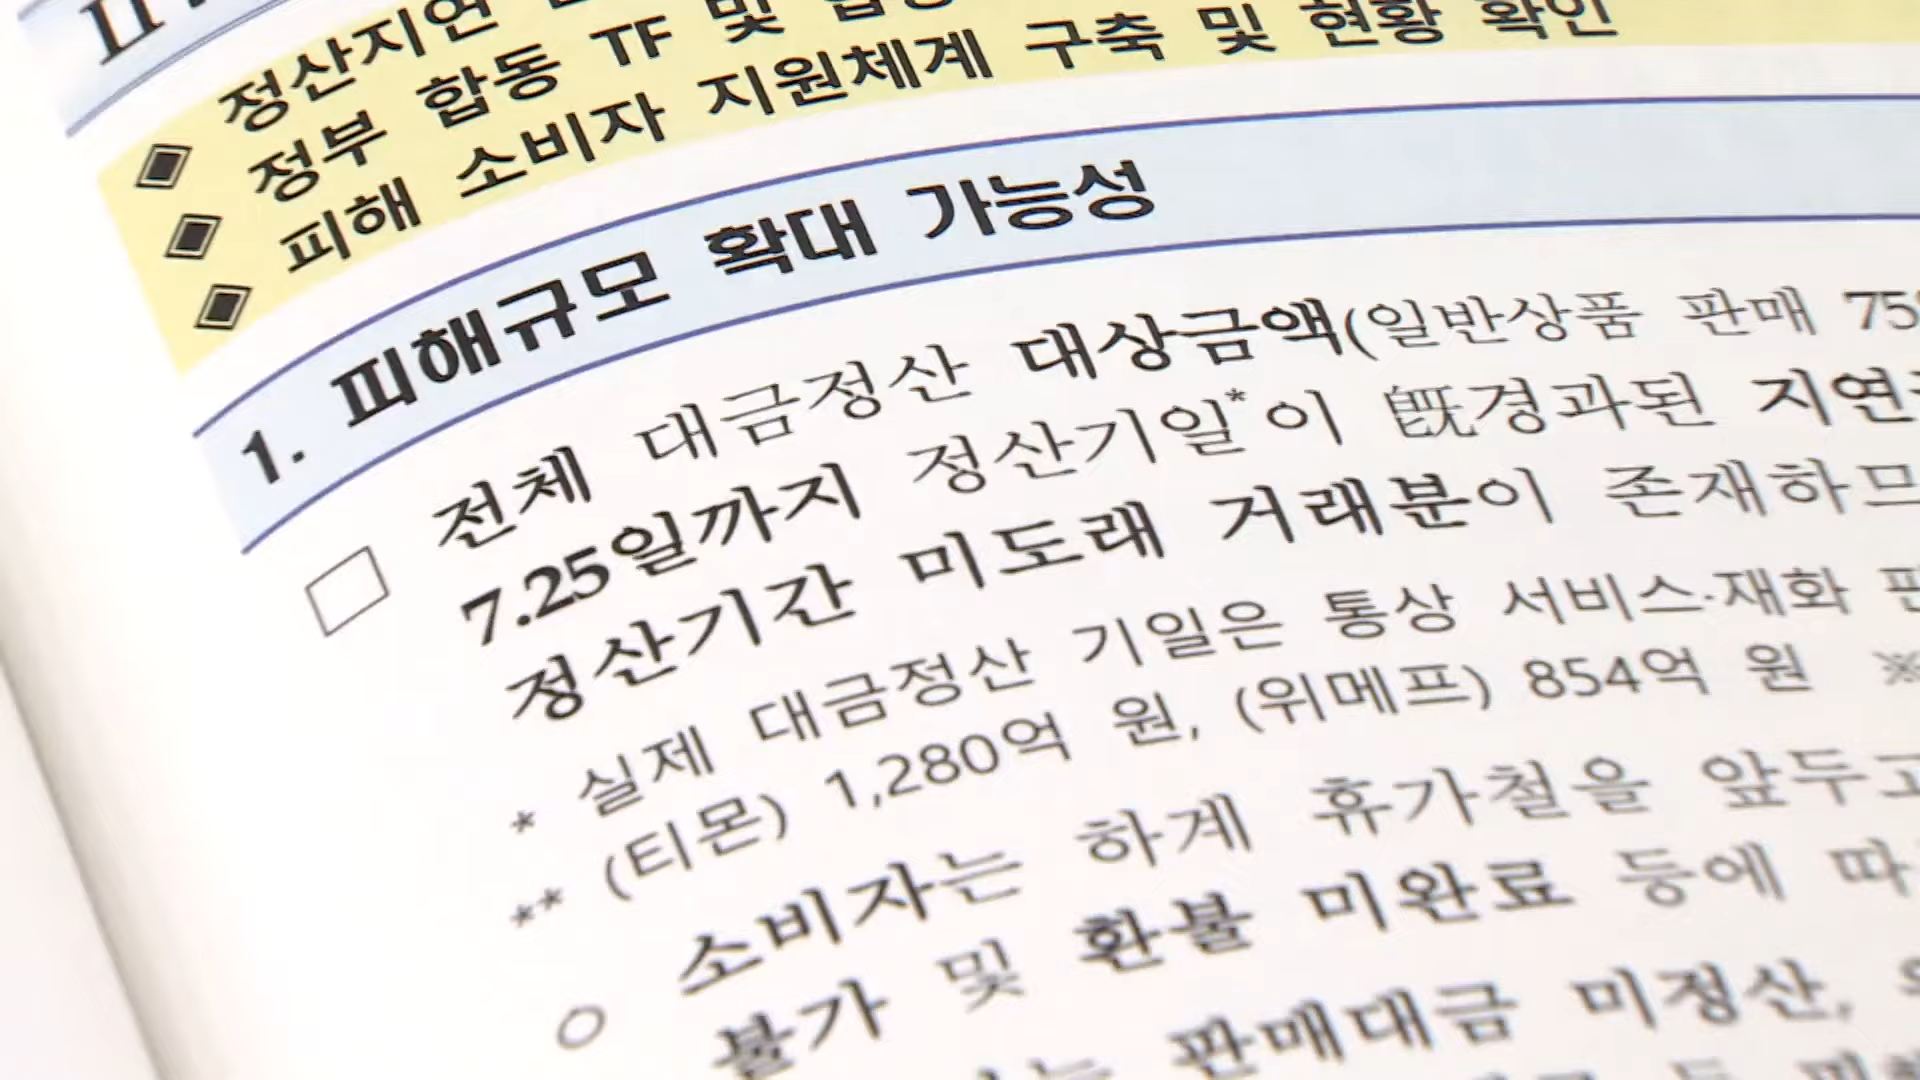 II
정산지연
정부 합동 TF 및
피해 소비자 지원체계 구축 및 현황 확인
1. 피해규모 확대 가능성
□ 전체 대금정산 대상금액(일반상품 판매
7.25일까지 정산기일*이 旣경과된
정산기간 미도래 거래분이 존재하므
* 실제 대금정산 기일은 통상 서비스·재화
** (티몬) 1,280억 원, (위메프) 854억 원 ※
○ 소비자는 하계 휴가철을 앞두고
불가 및 환불 미완료 등에
판매대금 미정산,